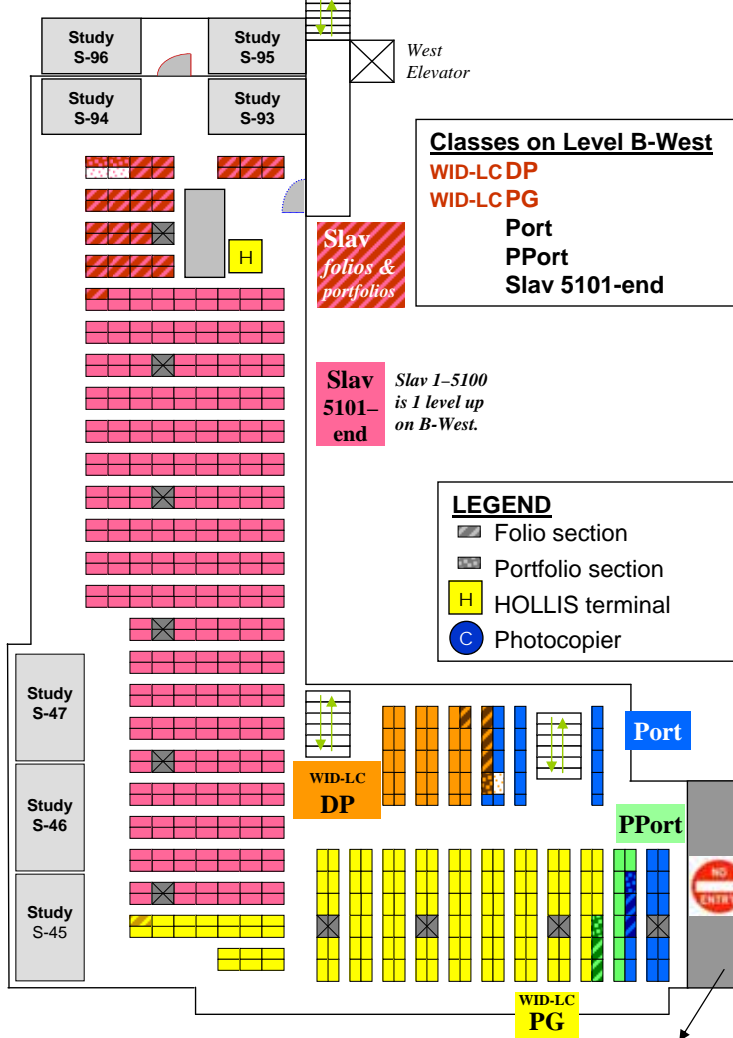 Study
S-96
Study
S-95
West
Elevator
Study
S-94
Study
S-93
Classes on Level B-West
WID-LC DP
WID-LC PG
Port
PPort
Slav 5101-end
Slav
folios &
portfolios
H
Slav
5101–
end
Slav 1–5100
is 1 level up
on B-West.
LEGEND
Folio section
Portfolio section
H HOLLIS terminal
C Photocopier
Study
S-47
Port
WID-LC
DP
Study
S-46
PPort
NO
ENTRY
Study
S-45
WID-LC
PG